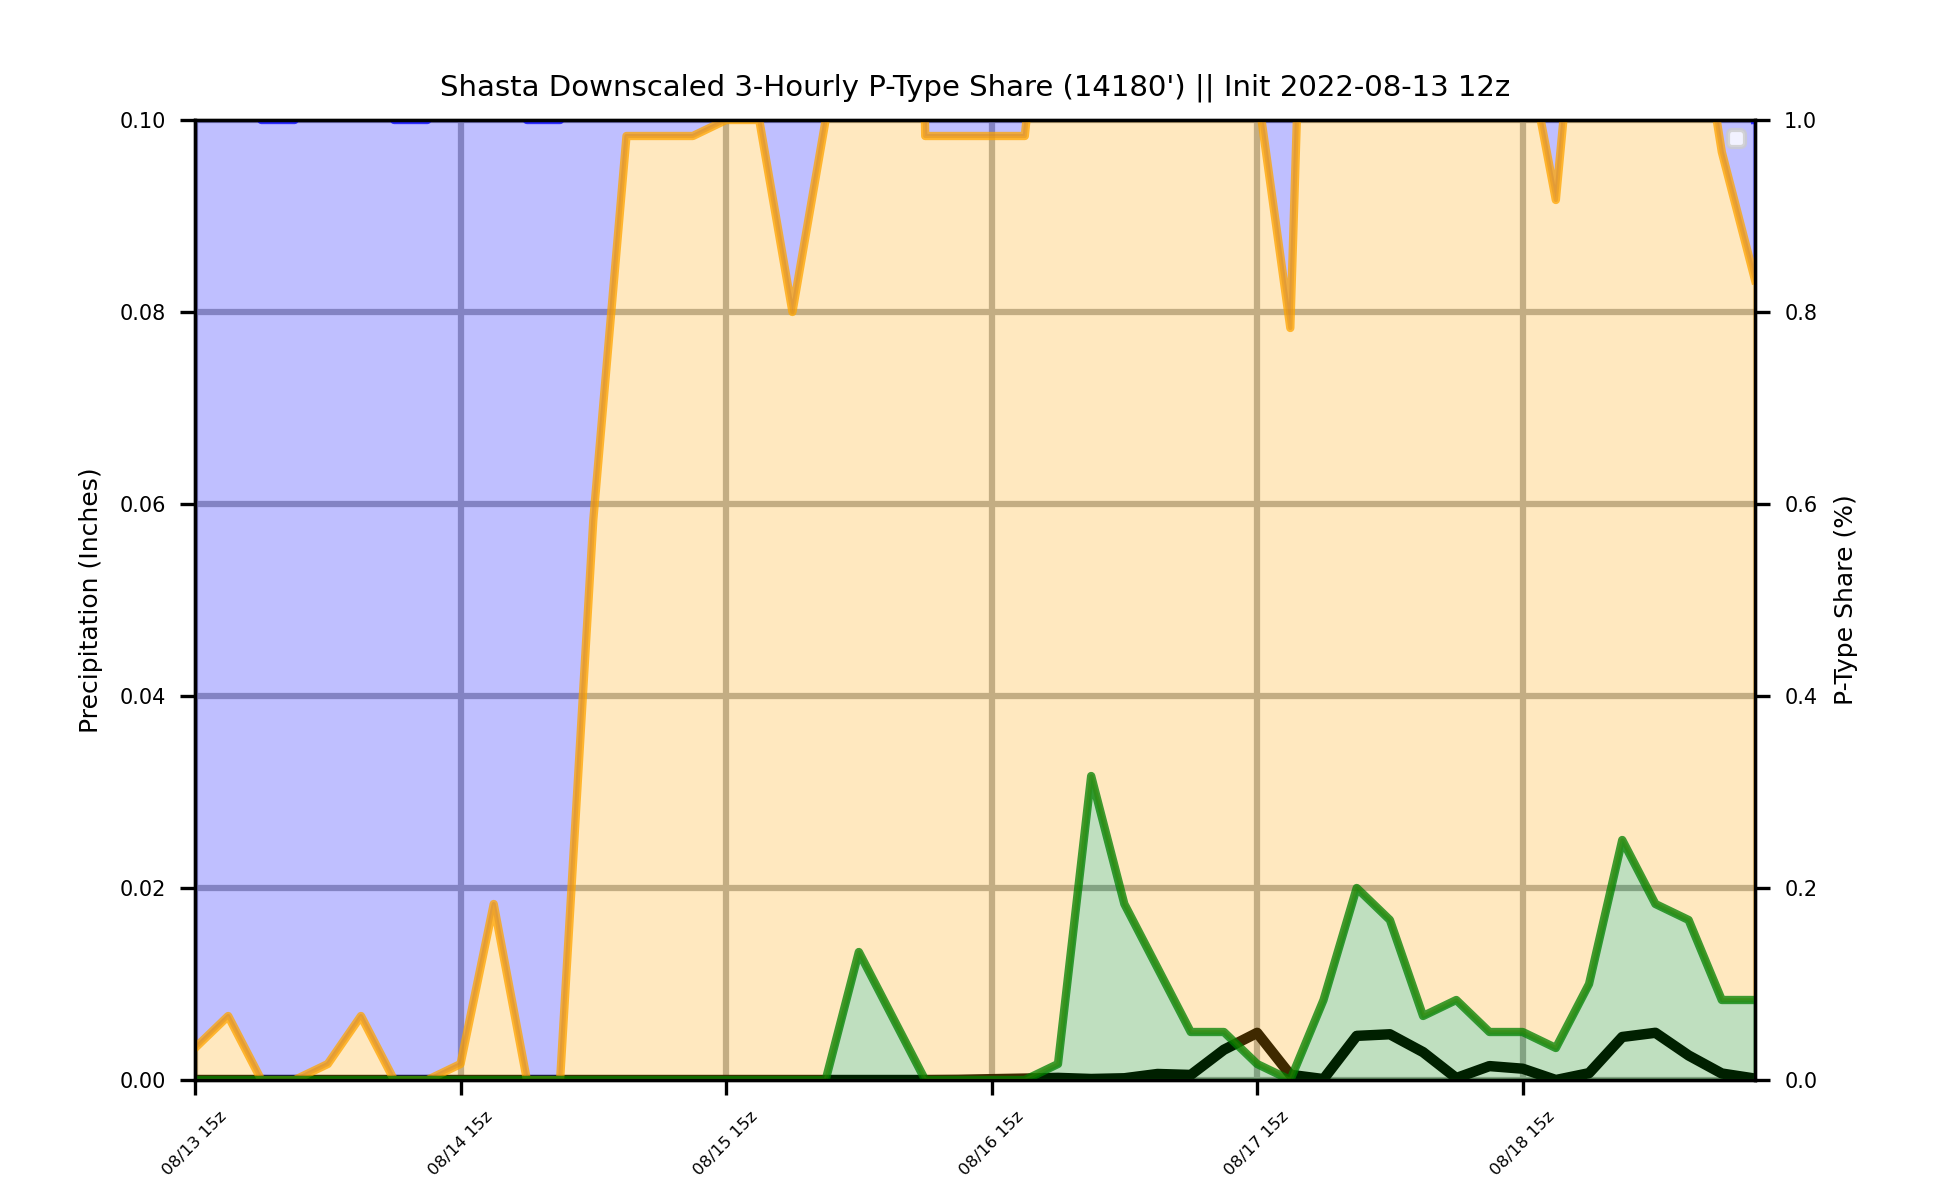 Shasta Downscaled 3-Hourly P-Type Share (14180') || Init 2022-08-13 12z
0.10
0.08
0.06
0.04
0.02
0.00
Precipitation (Inches)
1.0
0.8
0.6
0.4
0.2
0.0
P-Type Share (%)
08/13 15z
08/14 15z
08/15 15z
08/16 15z
08/17 15z
08/18 15z